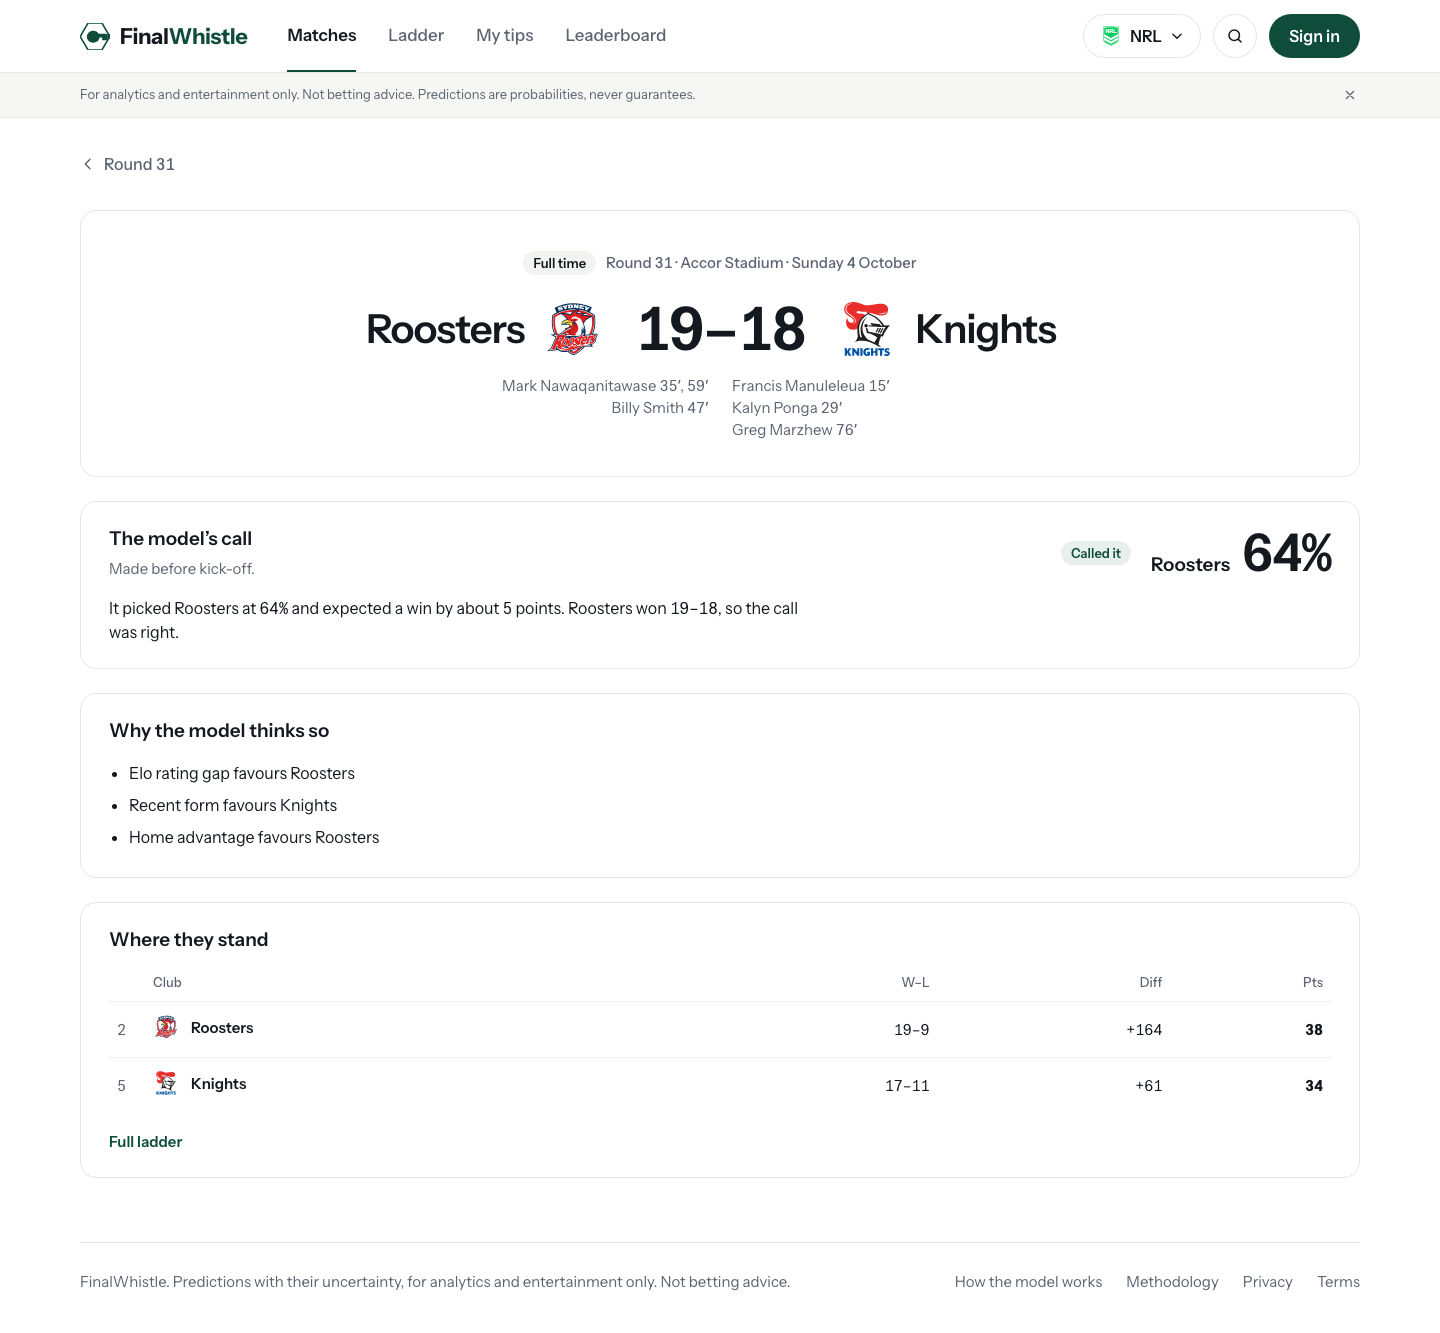 FinalWhistle
Matches
Ladder
My tips
Leaderboard
NRL
NRL
Sign in
For analytics and entertainment only. Not betting advice. Predictions are probabilities, never guarantees.
Round 31
Full time
Round 31 · Accor Stadium · Sunday 4 October
Roosters
SYDNEY
Roosters
19–18
KNIGHTS
Knights
Mark Nawaqanitawase 35′, 59′
Billy Smith 47′
Francis Manuleleua 15′
Kalyn Ponga 29′
Greg Marzhew 76′
The model’s call
Made before kick-off.
Called it
Roosters 64%
It picked Roosters at 64% and expected a win by about 5 points. Roosters won 19–18, so the call
was right.
Why the model thinks so
• Elo rating gap favours Roosters
• Recent form favours Knights
• Home advantage favours Roosters
Where they stand
Club W–L Diff Pts
2 Roosters 19–9 +164 38
5 KNIGHTS Knights 17–11 +61 34
Full ladder
FinalWhistle. Predictions with their uncertainty, for analytics and entertainment only. Not betting advice.
How the model works
Methodology
Privacy
Terms